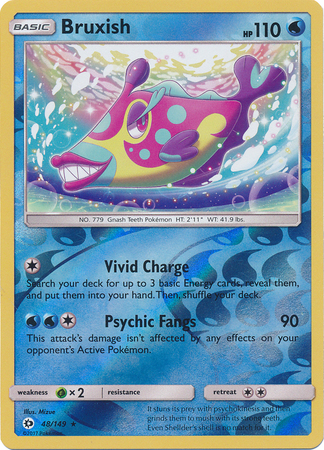 BASIC Bruxish HP 110
NO. 779 Gnash Teeth Pokémon HT: 2'11" WT: 41.9 lbs.
Vivid Charge
Search your deck for up to 3 basic Energy cards, reveal them,
and put them into your hand. Then, shuffle your deck.
Psychic Fangs 90
This attack's damage isn't affected by any effects on
your opponent's Active Pokémon.
weakness × 2 resistance retreat
Illus. Mizue
48/149 ★
It stuns its prey with psychokinesis and then
grinds them to mush with its strong teeth.
Even Shellder's shell is no match for it.